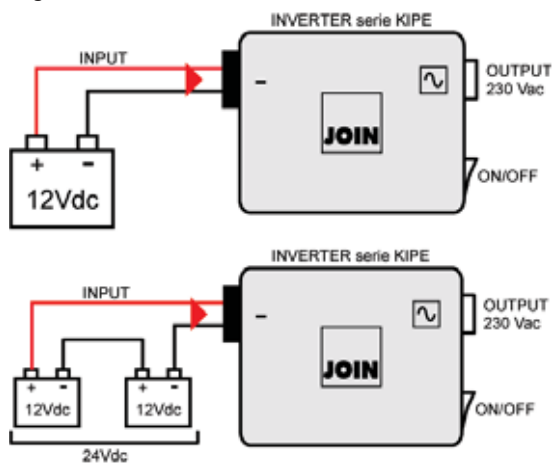 INVERTER serie KIPE
INPUT
OUTPUT
230 Vac
-
JOIN
+ -
12Vdc
ON/OFF
INVERTER serie KIPE
INPUT
OUTPUT
230 Vac
-
JOIN
+ - + -
12Vdc 12Vdc
ON/OFF
24Vdc